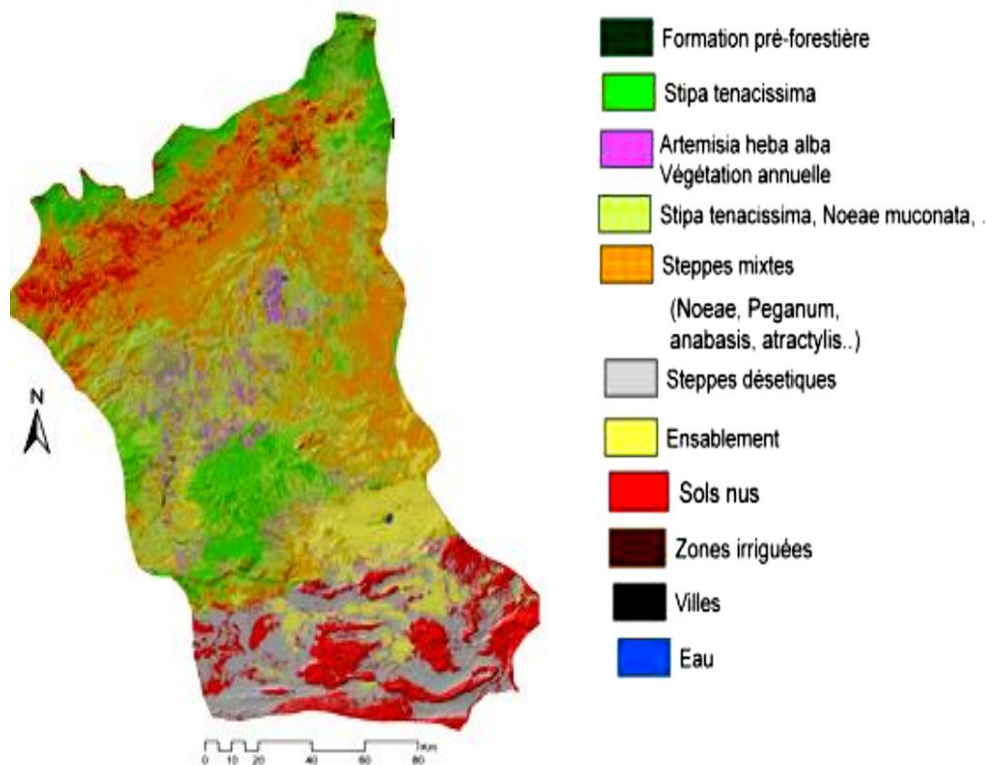 Formation pré-forestière
Stipa tenacissima
Artemisia heba alba
Végétation annuelle
Stipa tenacissima, Noeae muconata, .
Steppes mixtes
(Noeae, Peganum,
anabasis, atractylis..)
Steppes désetiques
Ensablement
Sols nus
Zones irriguées
Villes
Eau
N
0 10 20 40 60 80